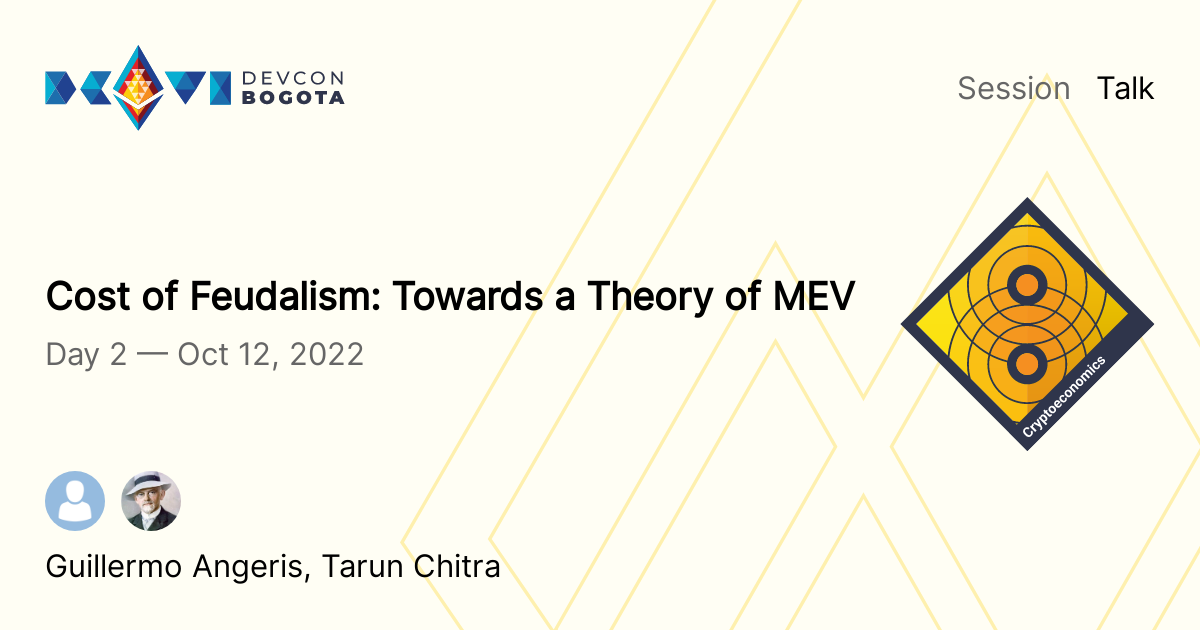 DEVCON
BOGOTA
Session Talk
Cost of Feudalism: Towards a Theory of MEV
Day 2 — Oct 12, 2022
Cryptoeconomics
Guillermo Angeris, Tarun Chitra